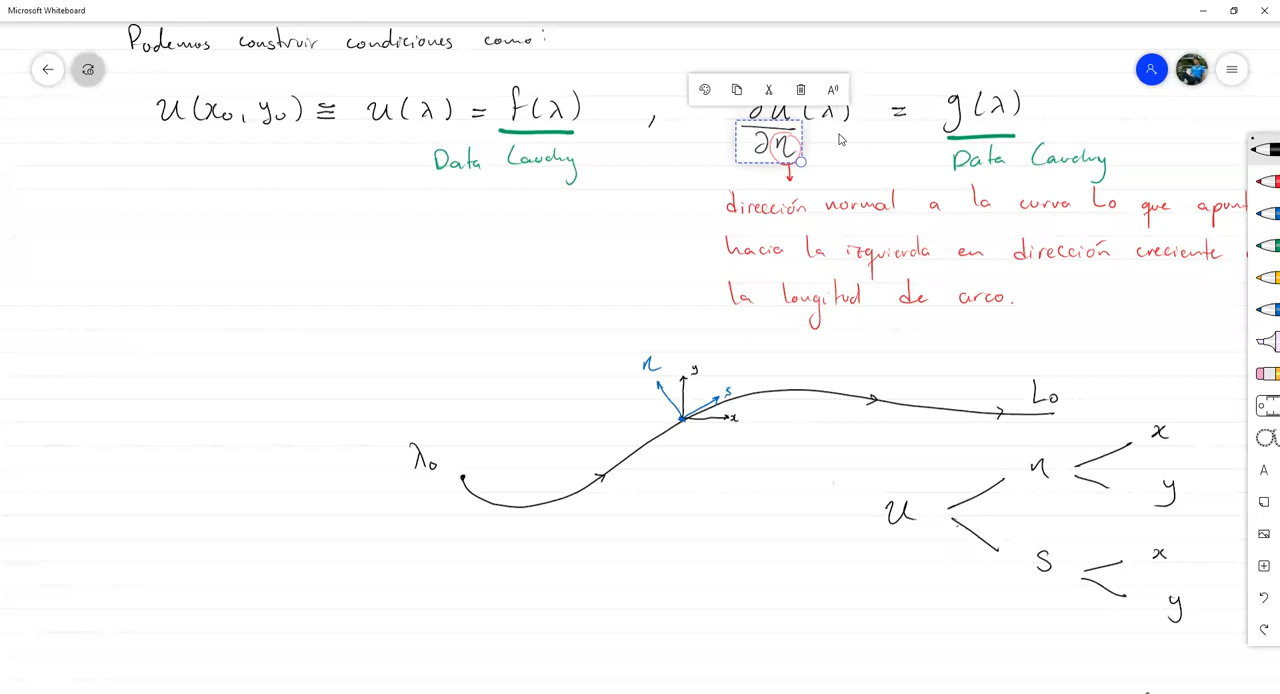 Microsoft Whiteboard
Podemos construir condiciones como:
u(x₀, y₀) ≅ u(λ) = f(λ) , ∂u/∂n (λ) = g(λ)
Data Cauchy
Data Cauchy
dirección normal a la curva L₀ que apunt
hacia la izquierda en dirección creciente
la longitud de arco.
n
y
s
x
L₀
λ₀
x
n
y
u
x
s
y
A